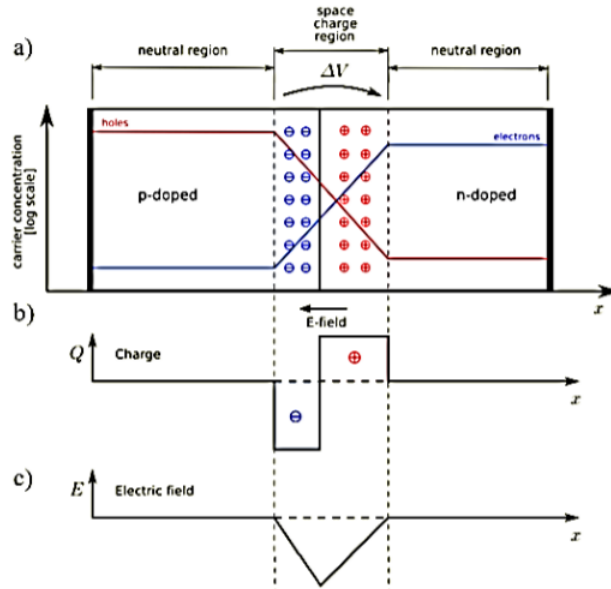 a)
space
charge
region
neutral region
neutral region
ΔV
holes
electrons
carrier concentration
[log scale]
p-doped
n-doped
x
E-field
b)
Q
Charge
x
c)
E
Electric field
x